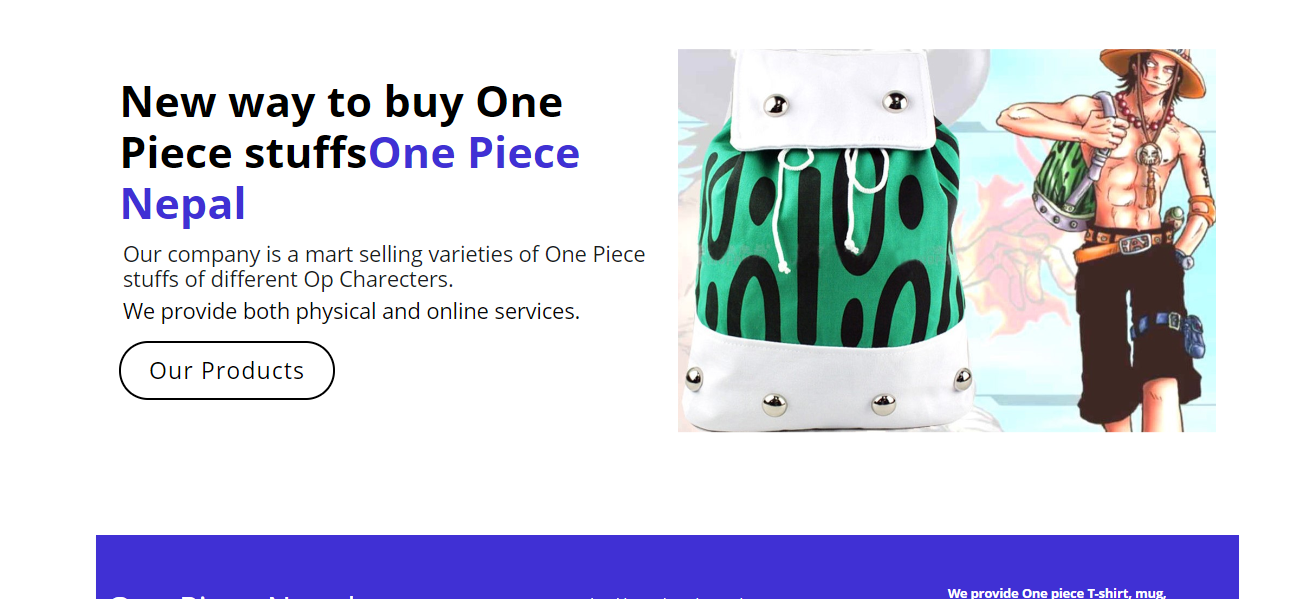 New way to buy One
Piece stuffsOne Piece
Nepal
Our company is a mart selling varieties of One Piece
stuffs of different Op Charecters.
We provide both physical and online services.
Our Products
We provide One piece T-shirt, mug,